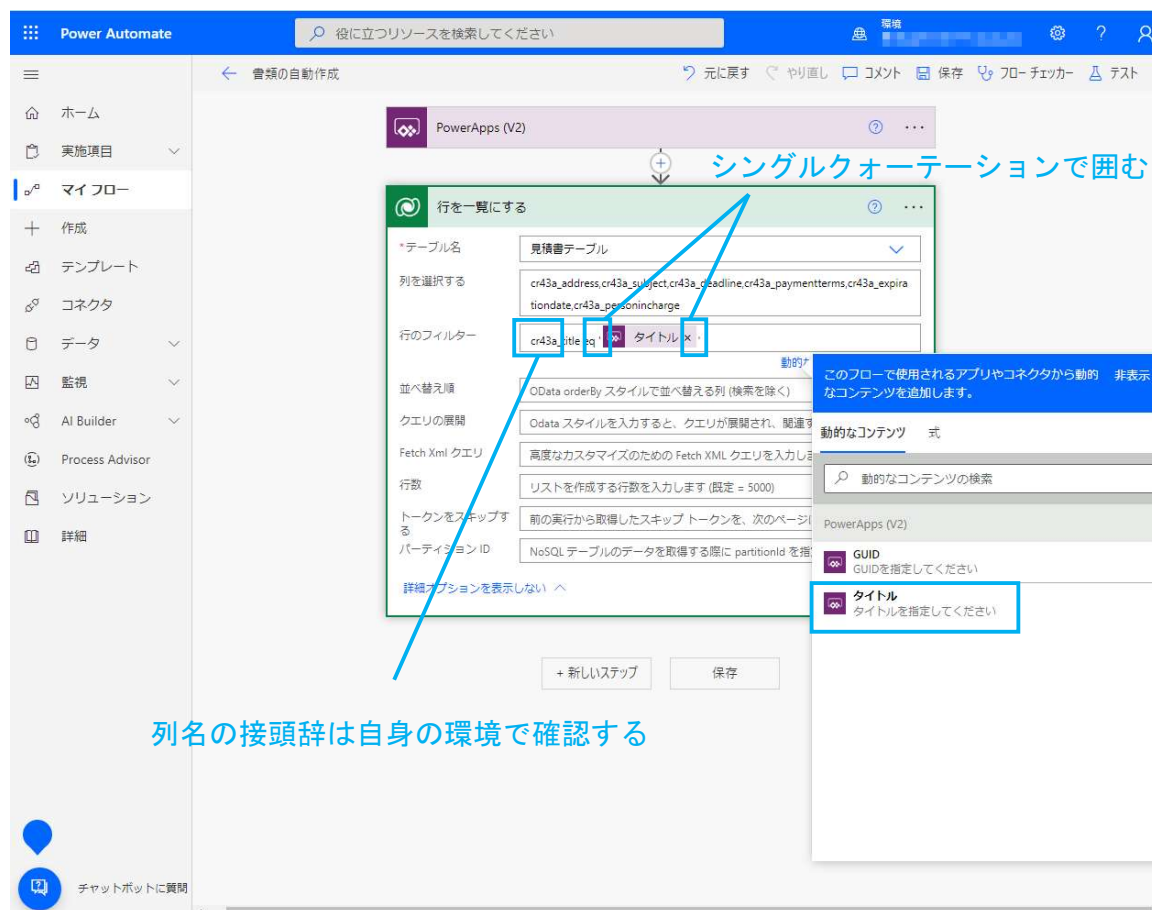 Power Automate
役に立つリソースを検索してください
環境
書類の自動作成
元に戻す
やり直し
コメント
保存
フロー チェッカー
テスト
ホーム
実施項目
マイ フロー
作成
テンプレート
コネクタ
データ
監視
AI Builder
Process Advisor
ソリューション
詳細
チャットボットに質問
PowerApps (V2)
シングルクォーテーションで囲む
行を一覧にする
*テーブル名
見積書テーブル
列を選択する
cr43a_address,cr43a_subject,cr43a_deadline,cr43a_paymentterms,cr43a_expira
tiondate,cr43a_personincharge
行のフィルター
cr43a_title eq ' タイトル × '
並べ替え順
OData orderBy スタイルで並べ替える列 (検索を除く)
クエリの展開
Odata スタイルを入力すると、クエリが展開され、関連す
Fetch Xml クエリ
高度なカスタマイズのための Fetch XML クエリを入力しま
行数
リストを作成する行数を入力します (既定 = 5000)
トークンをスキップす
る
前の実行から取得したスキップ トークンを、次のページ
パーティション ID
NoSQL テーブルのデータを取得する際に partitionId を指
詳細オプションを表示しない
+ 新しいステップ
保存
動的
このフローで使用されるアプリやコネクタから動的
なコンテンツを追加します。
非表示
動的なコンテンツ
式
動的なコンテンツの検索
PowerApps (V2)
GUID
GUIDを指定してください
タイトル
タイトルを指定してください
列名の接頭辞は自身の環境で確認する